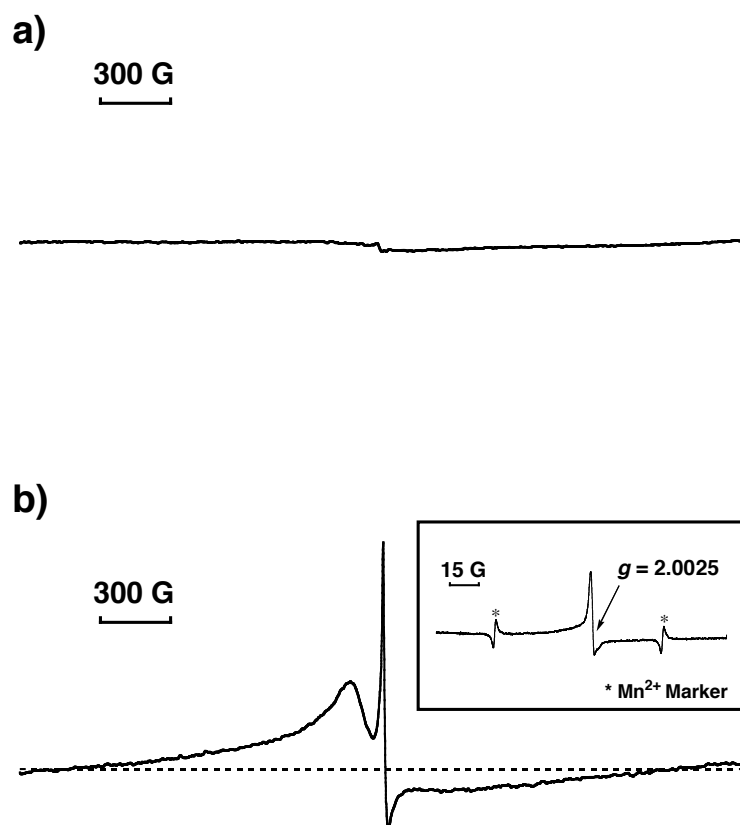 a)
300 G
b)
300 G
15 G
g = 2.0025
*
*
* Mn²⁺ Marker